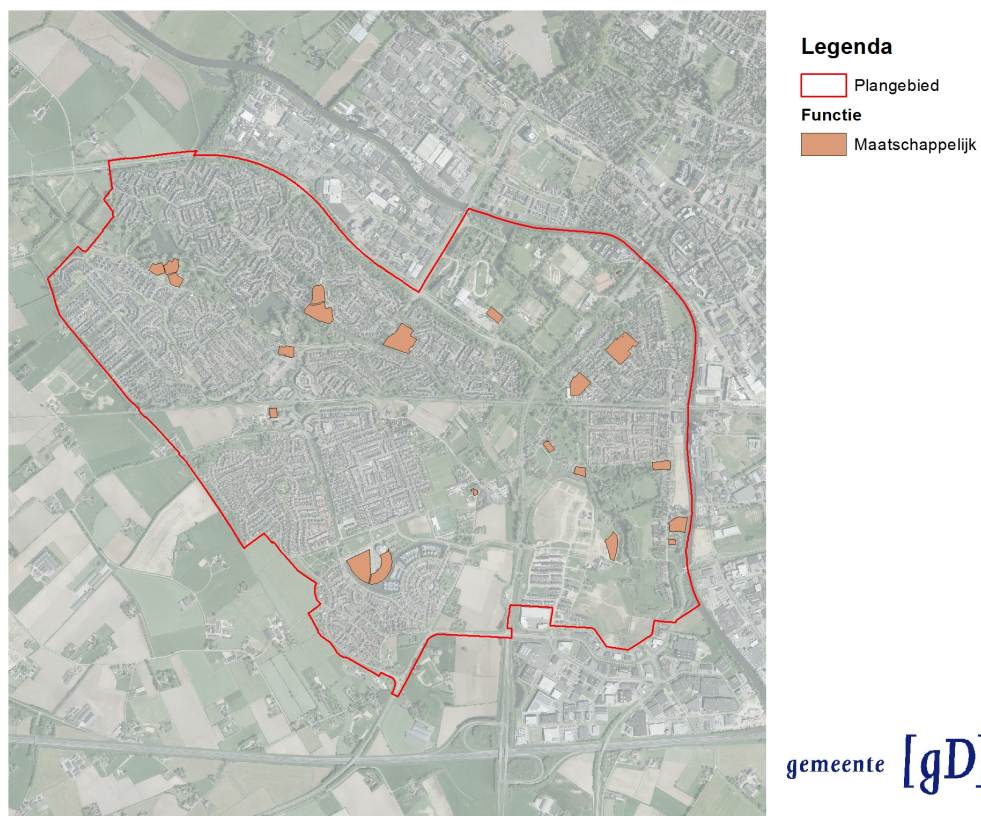 Legenda
Plangebied
Functie
Maatschappelijk
gemeente [gD]